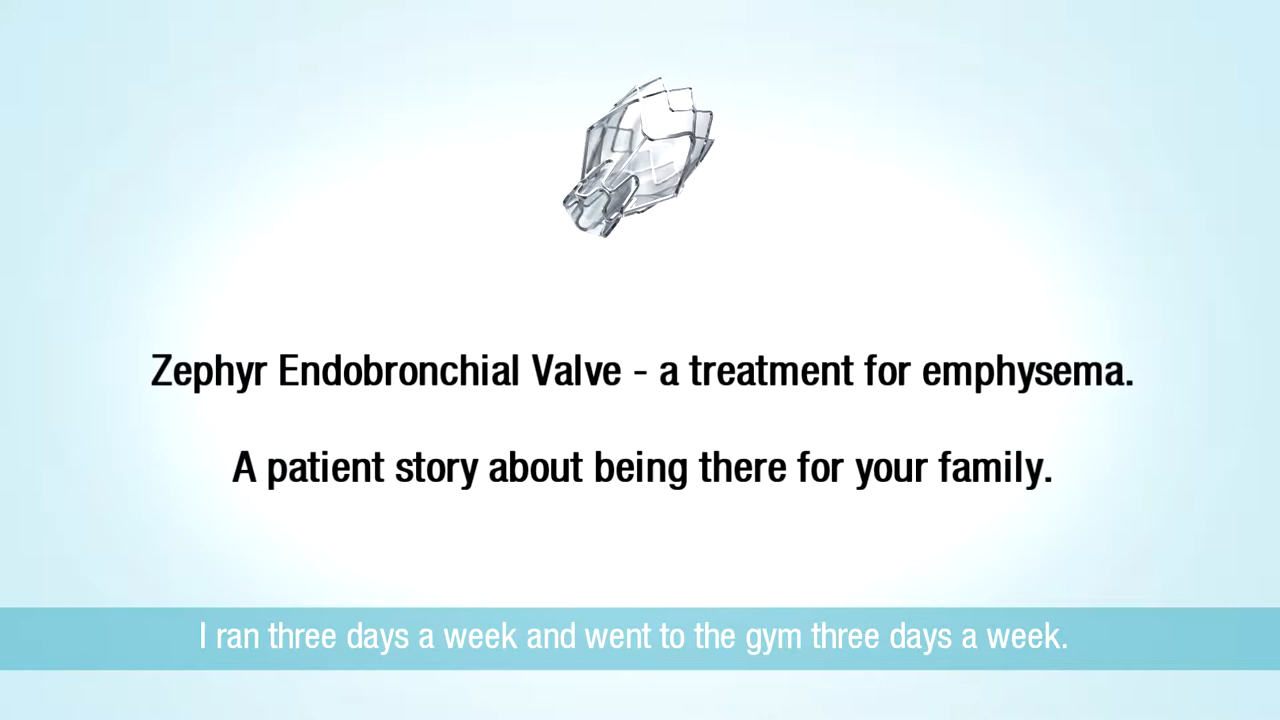 Zephyr Endobronchial Valve - a treatment for emphysema.
A patient story about being there for your family.
I ran three days a week and went to the gym three days a week.